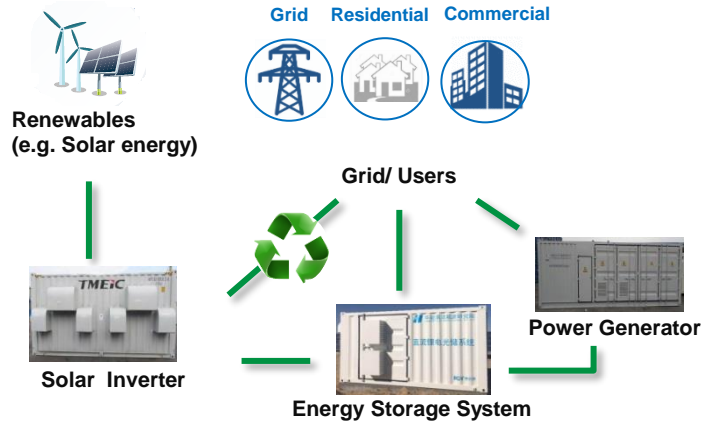 Grid Residential Commercial
Renewables
(e.g. Solar energy)
Grid/ Users
TMEiC
Power Generator
Solar Inverter
Energy Storage System